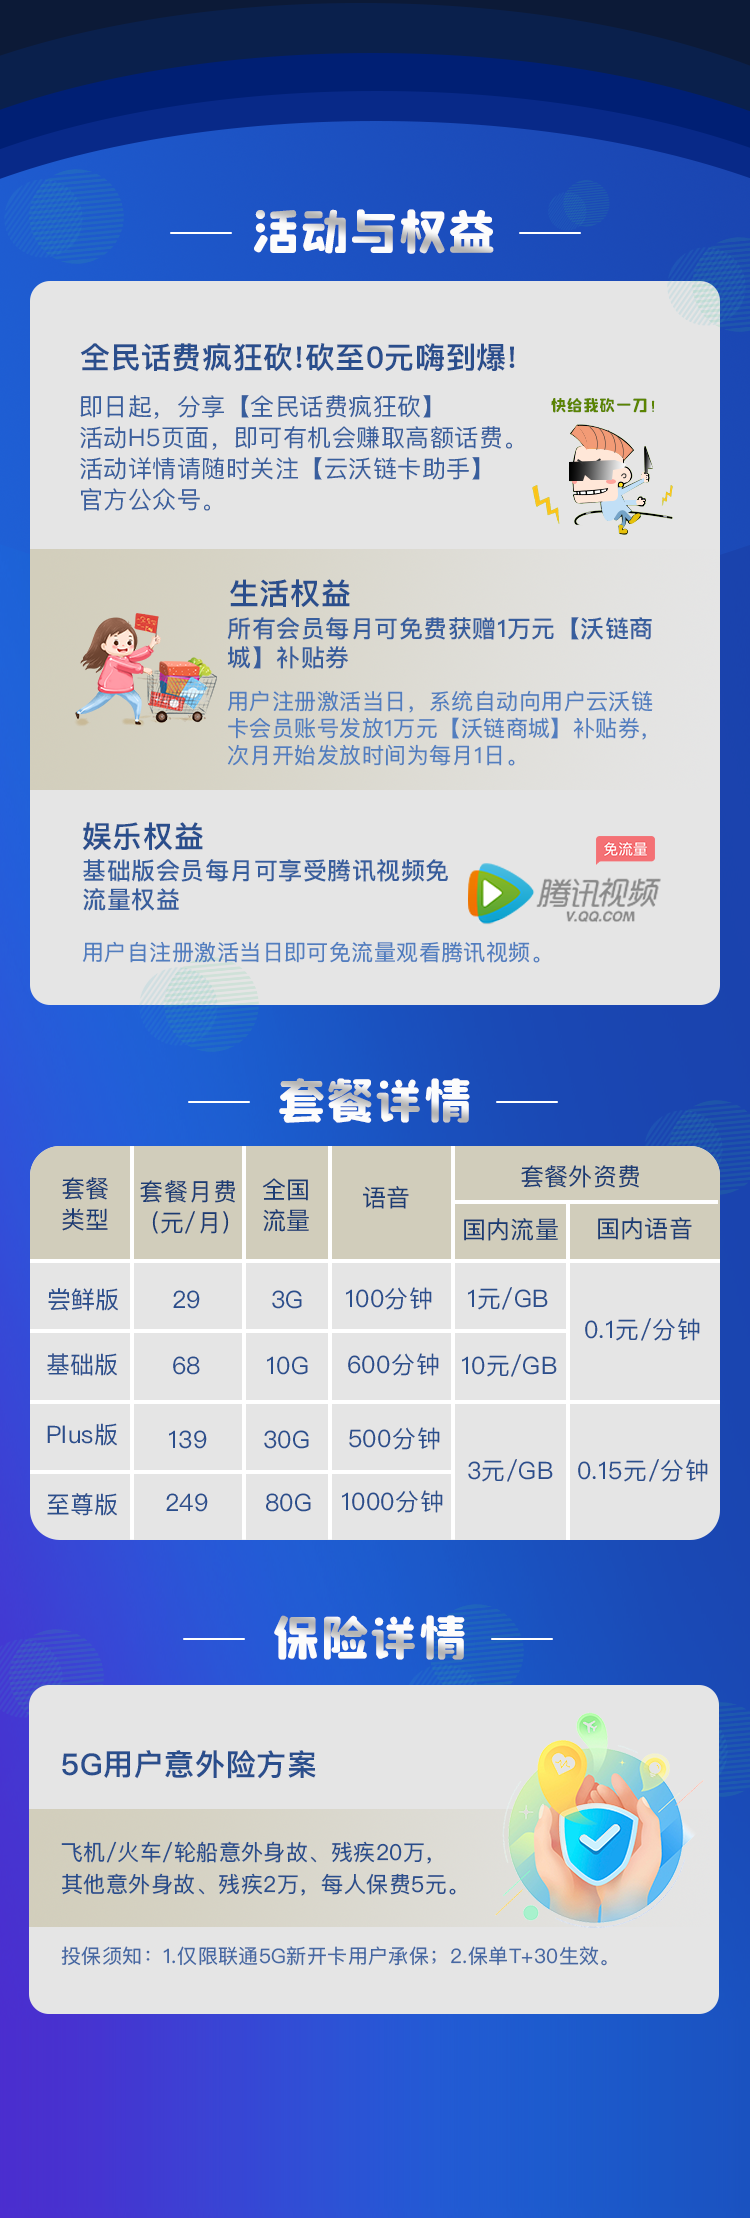 活动与权益
全民话费疯狂砍!砍至0元嗨到爆!
即日起，分享【全民话费疯狂砍】
活动H5页面，即可有机会赚取高额话费。
活动详情请随时关注【云沃链卡助手】
官方公众号。
快给我砍一刀!
生活权益
所有会员每月可免费获赠1万元【沃链商
城】补贴券
用户注册激活当日，系统自动向用户云沃链
卡会员账号发放1万元【沃链商城】补贴券，
次月开始发放时间为每月1日。
娱乐权益
基础版会员每月可享受腾讯视频免
流量权益
免流量
腾讯视频
V.QQ.COM
用户自注册激活当日即可免流量观看腾讯视频。
套餐详情
套餐类型 套餐月费(元/月) 全国流量 语音 套餐外资费
国内流量 国内语音
尝鲜版 29 3G 100分钟 1元/GB 0.1元/分钟
基础版 68 10G 600分钟 10元/GB
Plus版 139 30G 500分钟 3元/GB 0.15元/分钟
至尊版 249 80G 1000分钟
保险详情
5G用户意外险方案
飞机/火车/轮船意外身故、残疾20万，
其他意外身故、残疾2万，每人保费5元。
投保须知：1.仅限联通5G新开卡用户承保；2.保单T+30生效。